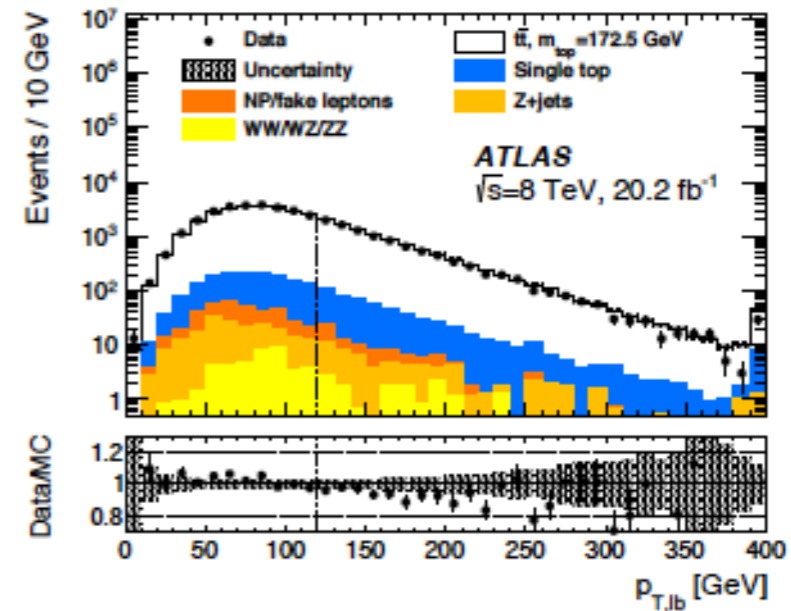 Events / 10 GeV
10⁷
10⁶
10⁵
10⁴
10³
10²
10
1
Data
Uncertainty
NP/fake leptons
WW/WZ/ZZ
tt̄, m_top=172.5 GeV
Single top
Z+jets
ATLAS
√s=8 TeV, 20.2 fb⁻¹
Data/MC
1.2
1
0.8
0 50 100 150 200 250 300 350 400
p_T,lb [GeV]